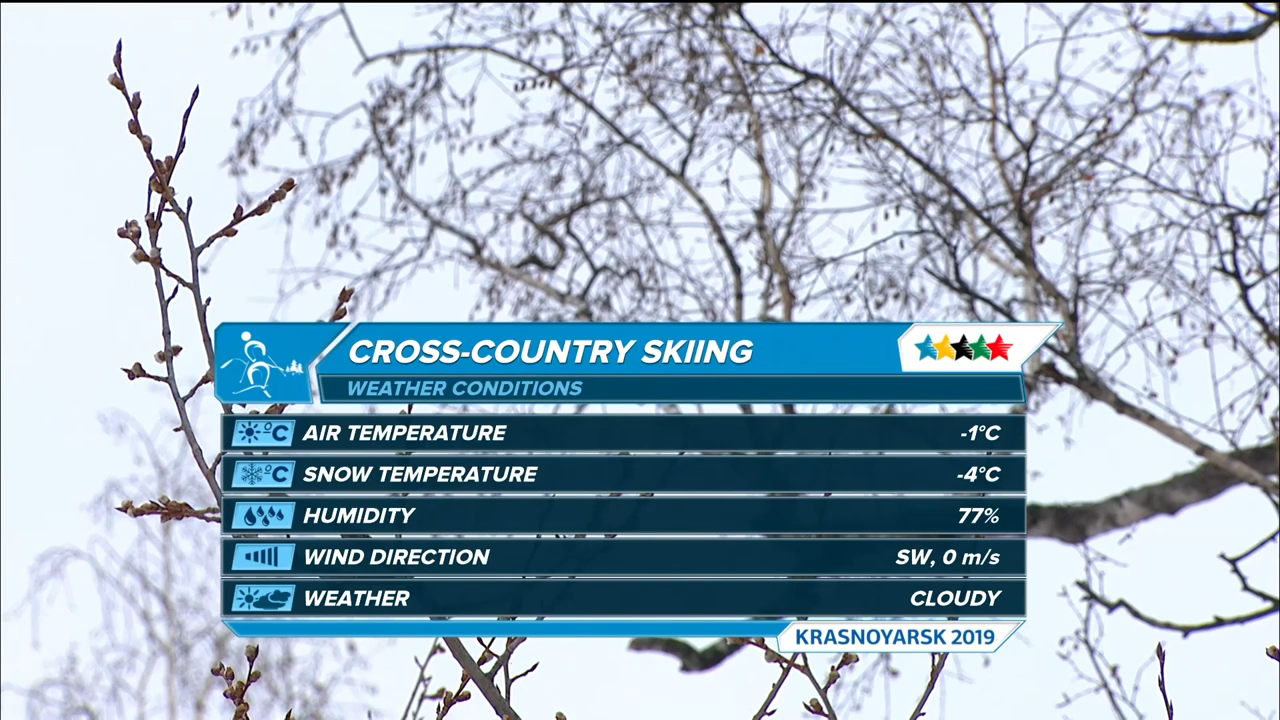 CROSS-COUNTRY SKIING
WEATHER CONDITIONS
°C AIR TEMPERATURE -1°C
°C SNOW TEMPERATURE -4°C
HUMIDITY 77%
WIND DIRECTION SW, 0 m/s
WEATHER CLOUDY
KRASNOYARSK 2019